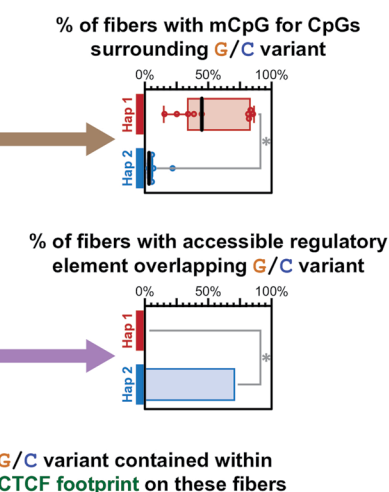 % of fibers with mCpG for CpGs
surrounding G/C variant
0% 50% 100%
Hap 1
*
Hap 2
% of fibers with accessible regulatory
element overlapping G/C variant
0% 50% 100%
Hap 1
*
Hap 2
G/C variant contained within
CTCF footprint on these fibers